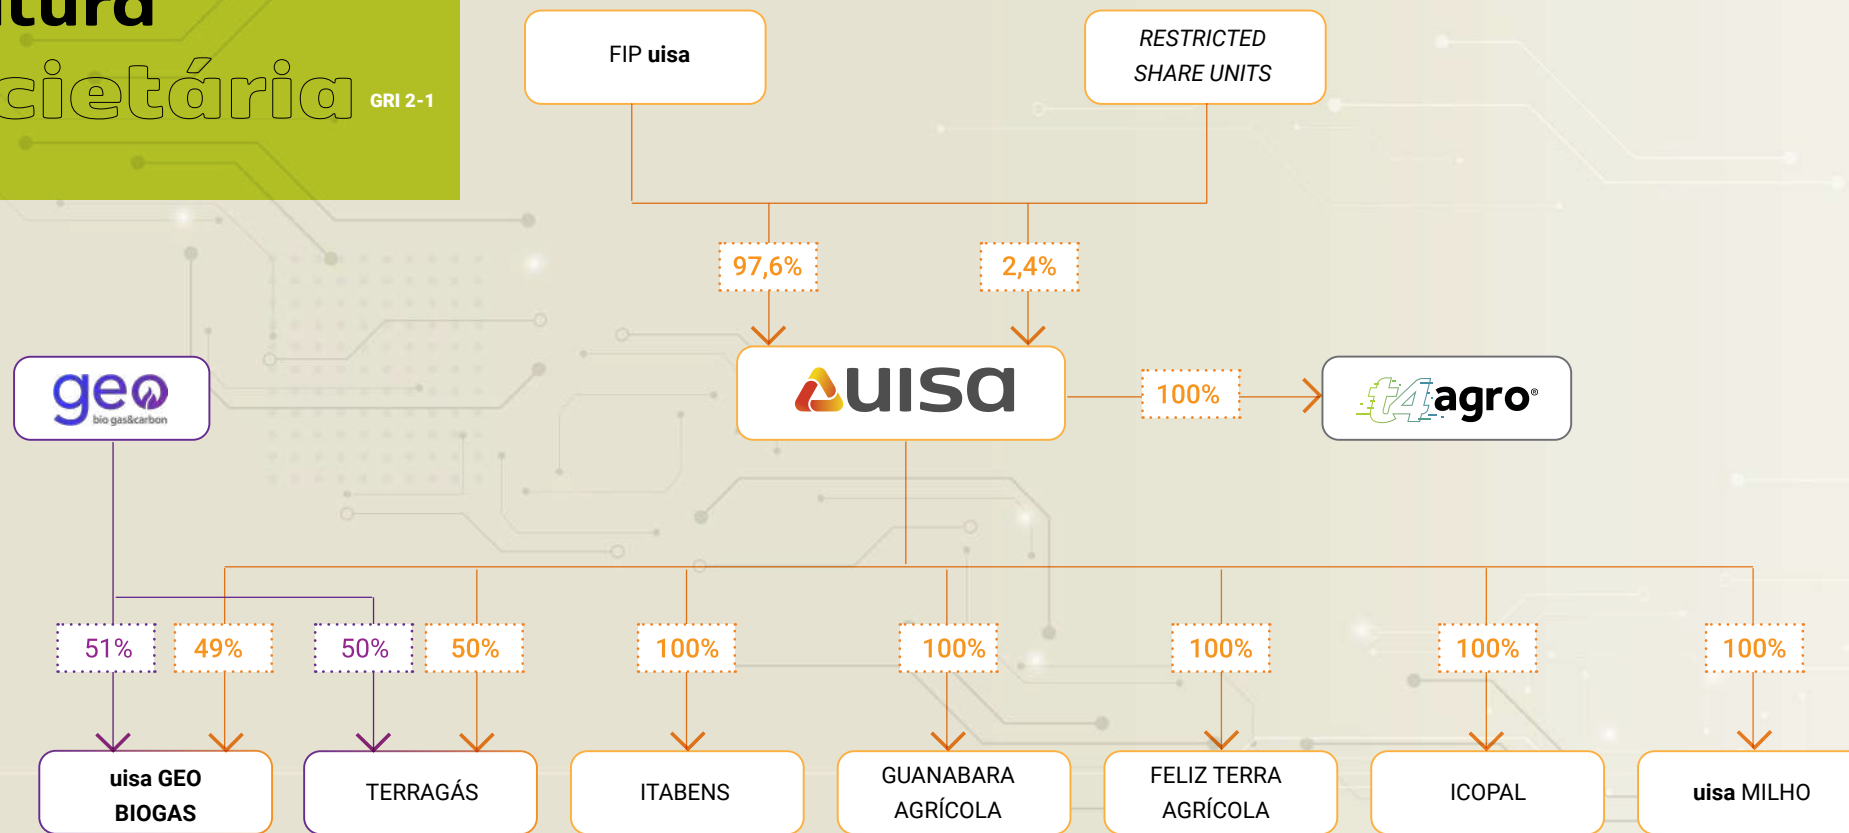 GRI 2-1
FIP uisa
RESTRICTED
SHARE UNITS
97,6%
2,4%
geo
bio gas&carbon
uisa
100%
t4agro®
51%
49%
50%
50%
100%
100%
100%
100%
100%
uisa GEO
BIOGAS
TERRAGÁS
ITABENS
GUANABARA
AGRÍCOLA
FELIZ TERRA
AGRÍCOLA
ICOPAL
uisa MILHO